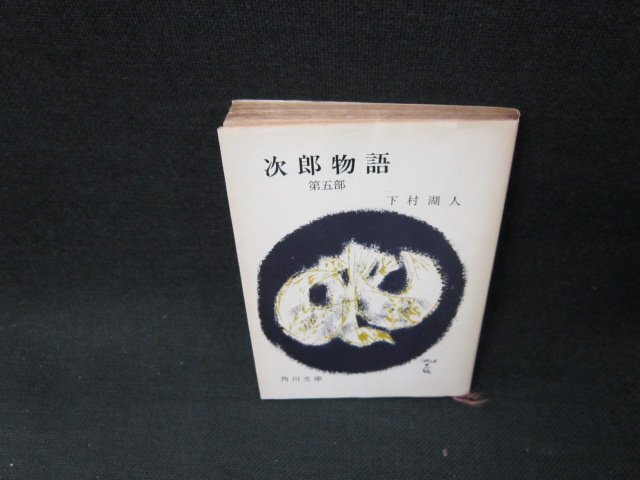 次郎物語
第五部
下村湖人
角川文庫